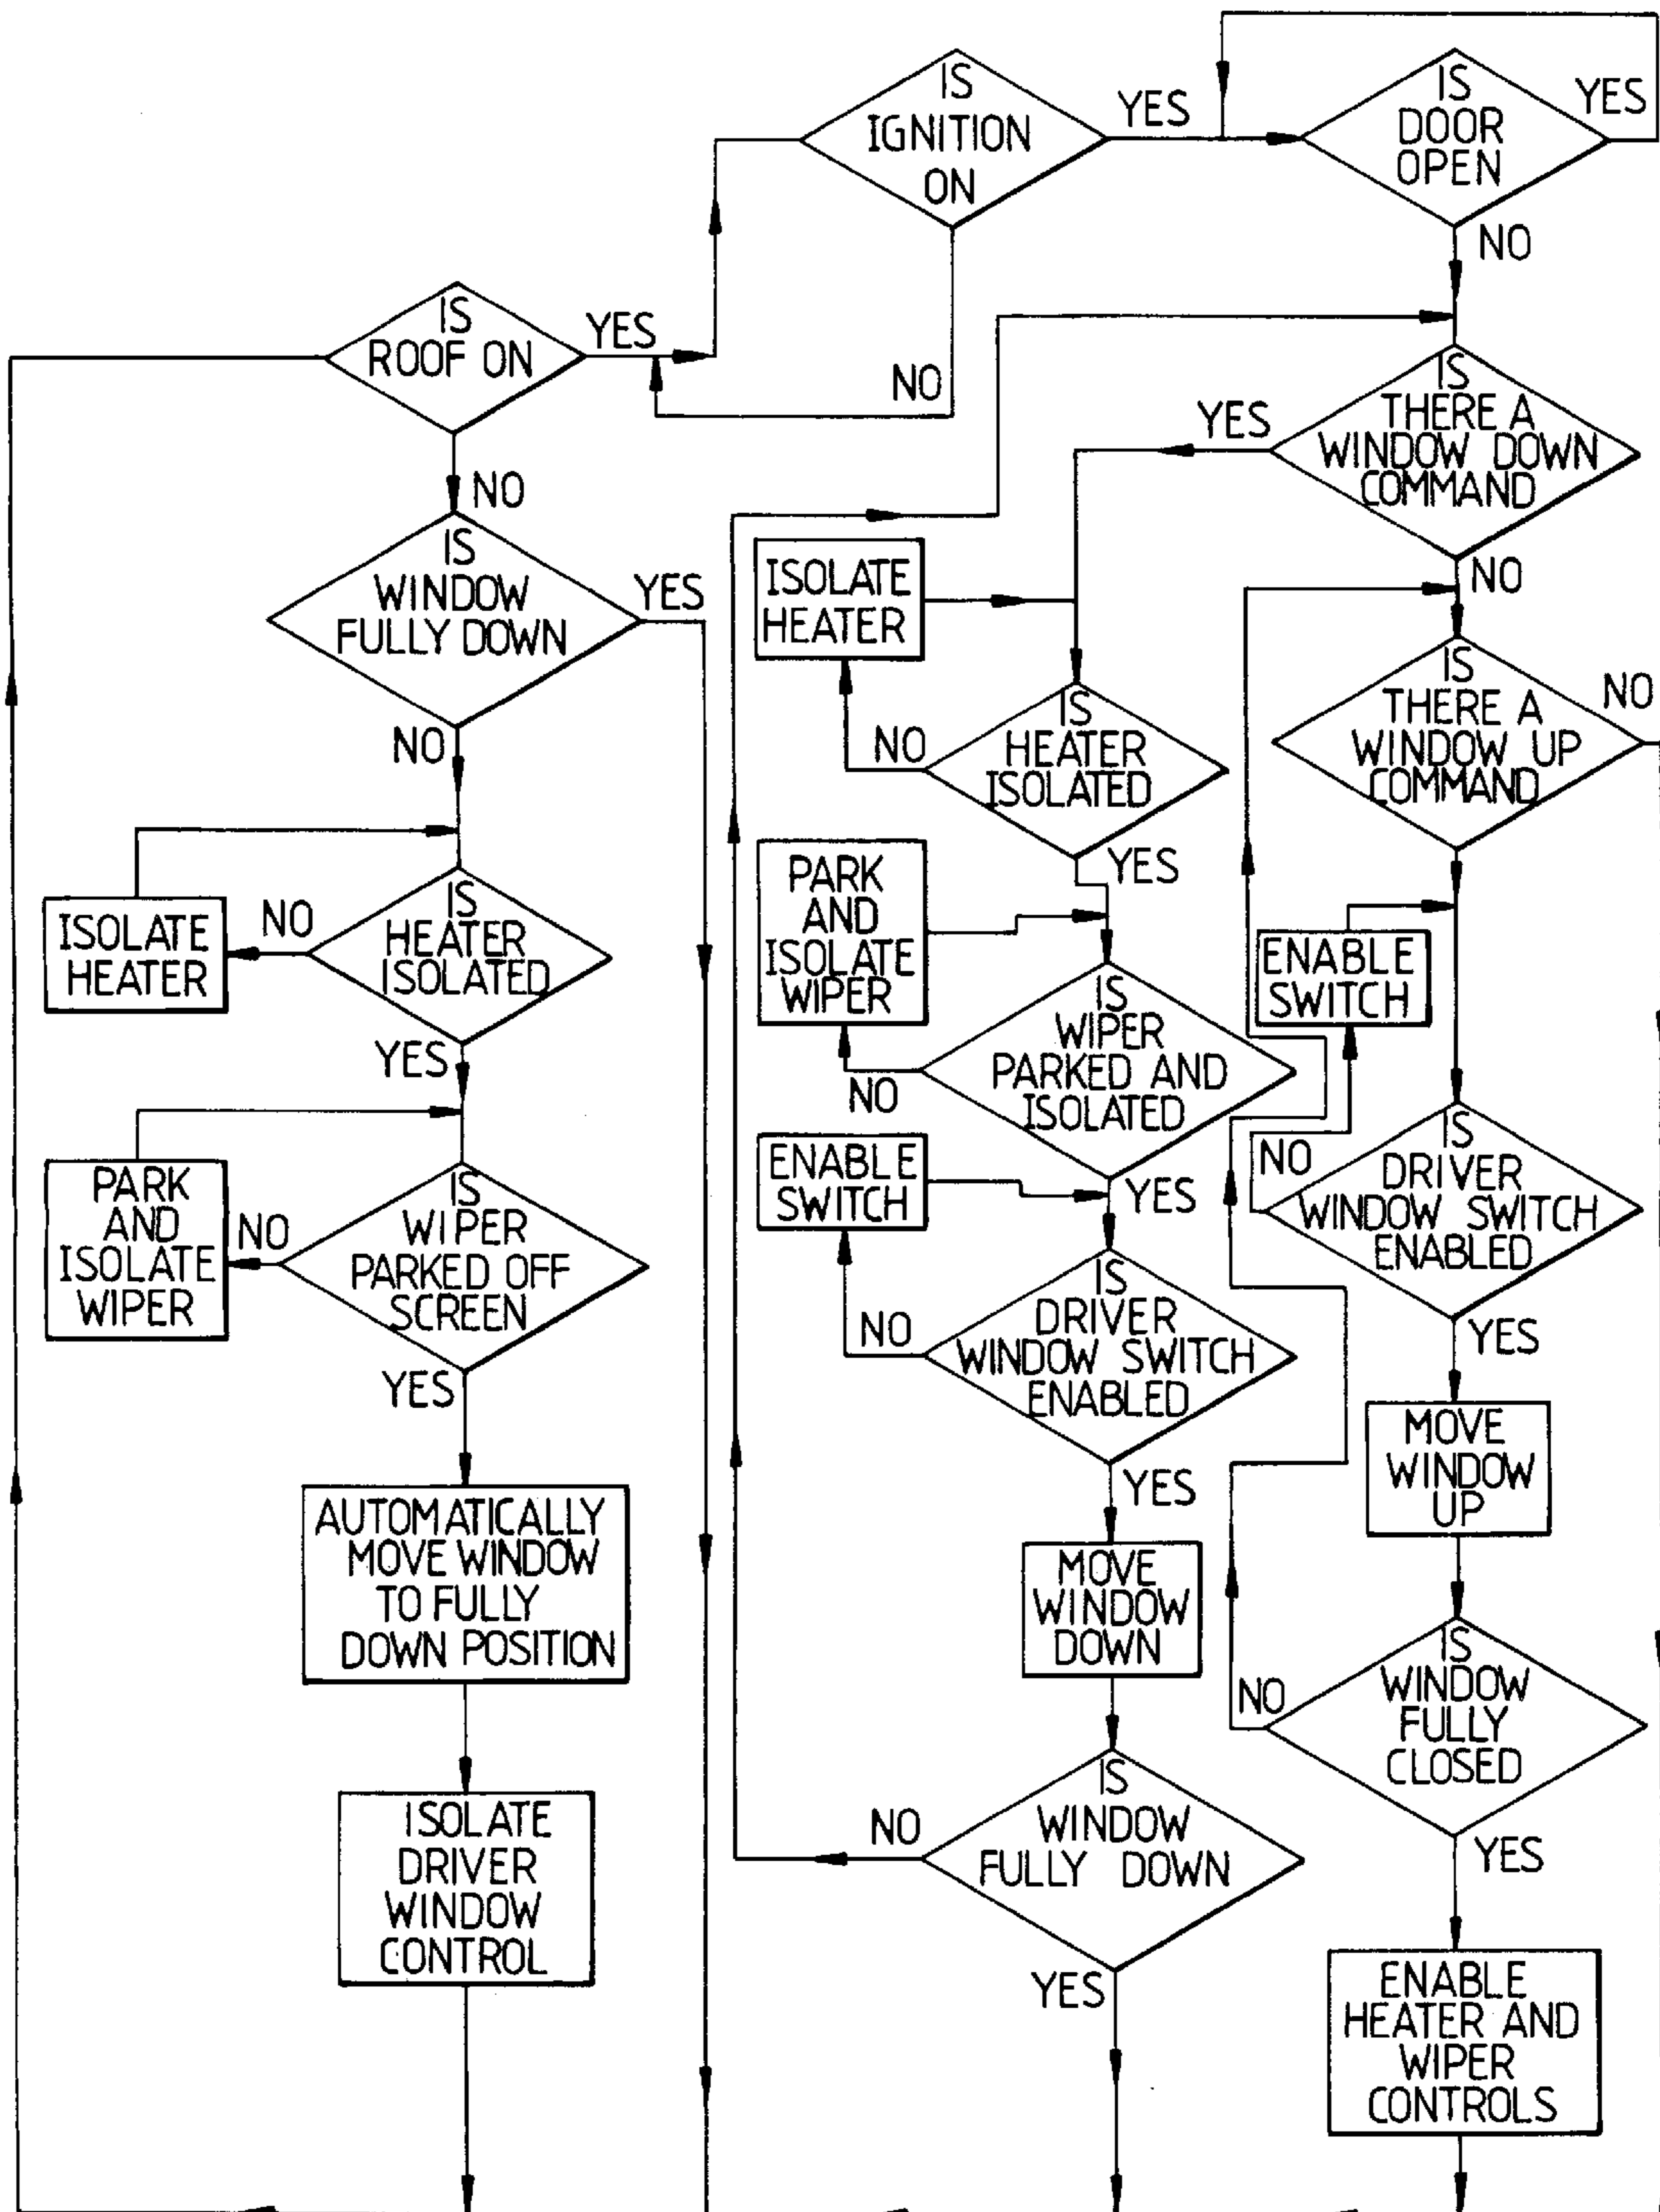 IS
IGNITION
ON
YES
NO
IS
DOOR
OPEN
YES
NO
IS
ROOF ON
YES
NO
IS
WINDOW
FULLY DOWN
YES
NO
IS
HEATER
ISOLATED
NO
ISOLATE
HEATER
YES
IS
WIPER
PARKED OFF
SCREEN
NO
PARK
AND
ISOLATE
WIPER
YES
AUTOMATICALLY
MOVE WINDOW
TO FULLY
DOWN POSITION
ISOLATE
DRIVER
WINDOW
CONTROL
IS
THERE A
WINDOW DOWN
COMMAND
YES
NO
ISOLATE
HEATER
NO
IS
HEATER
ISOLATED
YES
PARK
AND
ISOLATE
WIPER
NO
IS
WIPER
PARKED AND
ISOLATED
YES
ENABLE
SWITCH
NO
IS
DRIVER
WINDOW SWITCH
ENABLED
YES
MOVE
WINDOW
DOWN
IS
WINDOW
FULLY DOWN
NO
YES
IS
THERE A
WINDOW UP
COMMAND
NO
ENABLE
SWITCH
NO
IS
DRIVER
WINDOW SWITCH
ENABLED
YES
MOVE
WINDOW
UP
IS
WINDOW
FULLY
CLOSED
NO
YES
ENABLE
HEATER AND
WIPER
CONTROLS